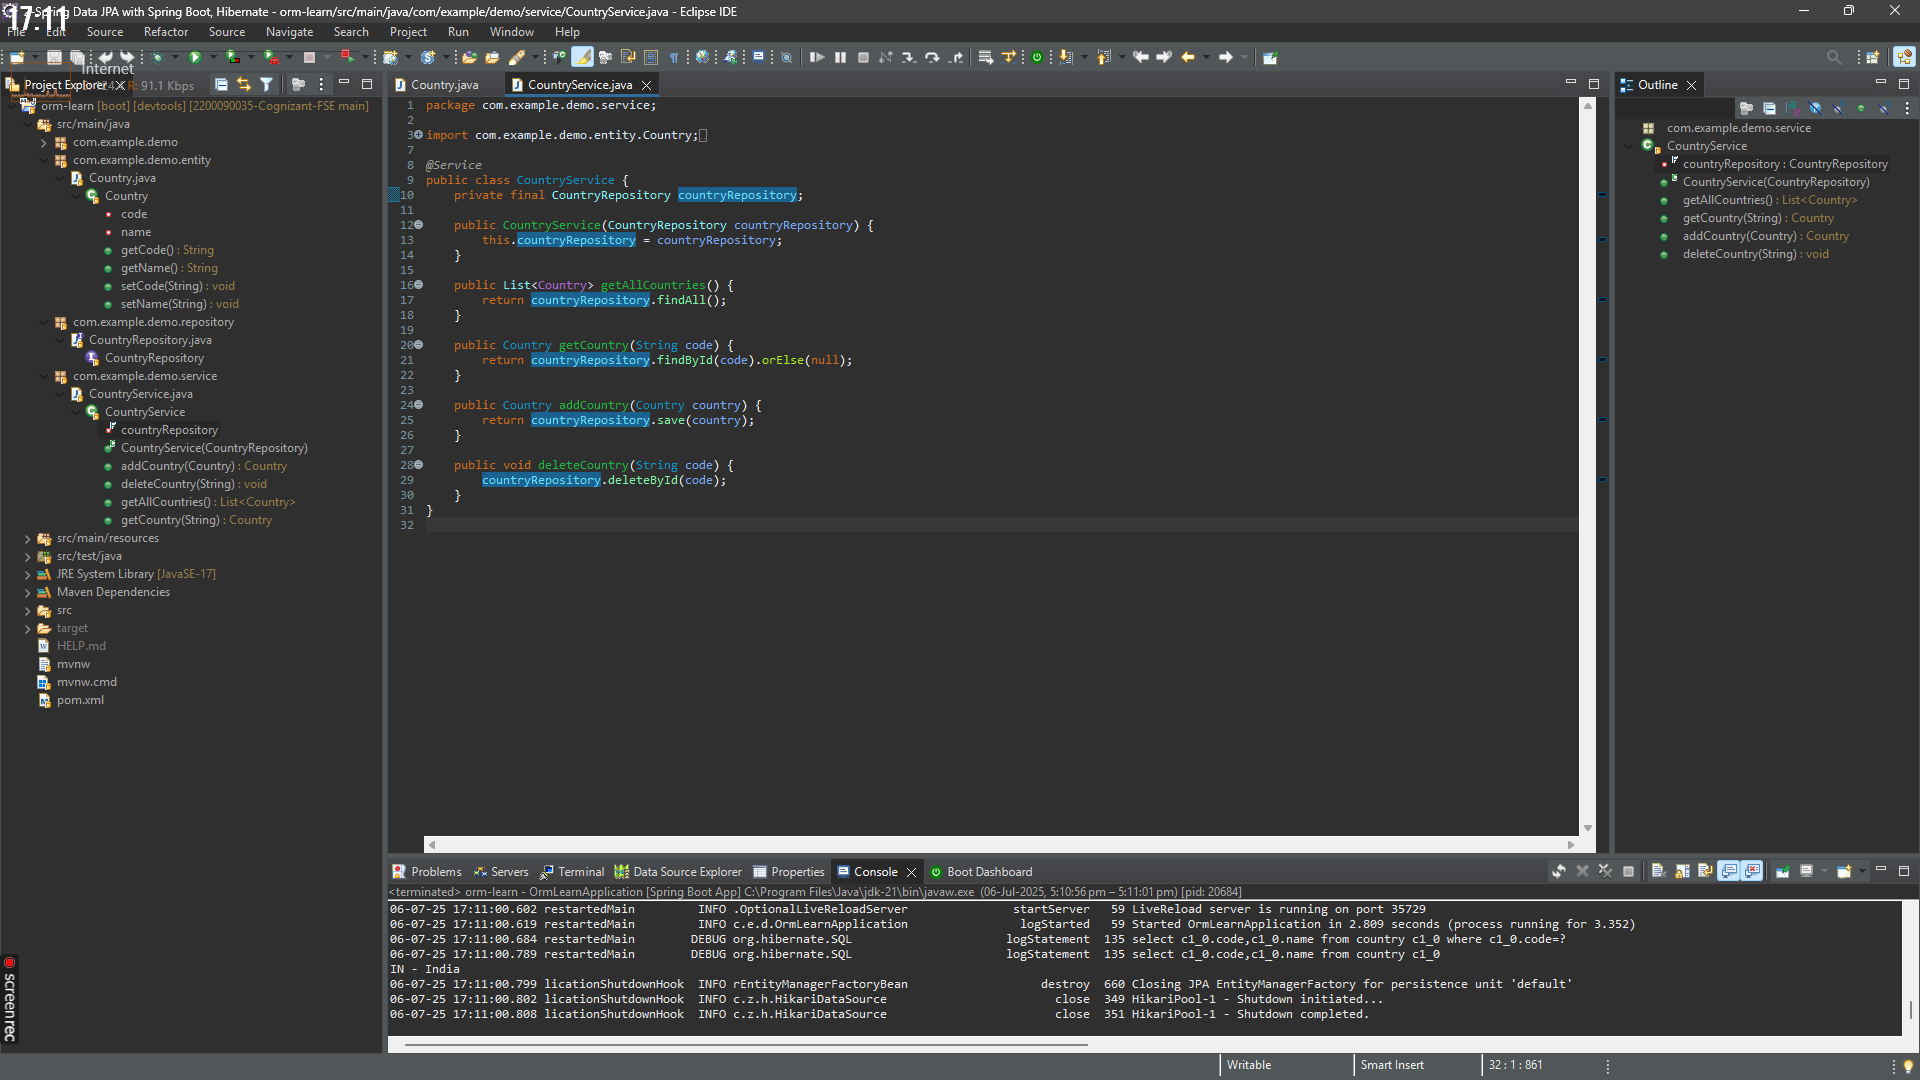 17:11
Spring Data JPA with Spring Boot, Hibernate - orm-learn/src/main/java/com/example/demo/service/CountryService.java - Eclipse IDE
File Edit Source Refactor Source Navigate Search Project Run Window Help
Internet
R: 91.1 Kbps
Project Explorer
orm-learn [boot] [devtools] [2200090035-Cognizant-FSE main]
src/main/java
com.example.demo
com.example.demo.entity
Country.java
Country
code
name
getCode() : String
getName() : String
setCode(String) : void
setName(String) : void
com.example.demo.repository
CountryRepository.java
CountryRepository
com.example.demo.service
CountryService.java
CountryService
countryRepository
CountryService(CountryRepository)
addCountry(Country) : Country
deleteCountry(String) : void
getAllCountries() : List<Country>
getCountry(String) : Country
src/main/resources
src/test/java
JRE System Library [JavaSE-17]
Maven Dependencies
src
target
HELP.md
mvnw
mvnw.cmd
pom.xml
screen rec
Country.java CountryService.java
1 package com.example.demo.service;
2
3 import com.example.demo.entity.Country;
7
8 @Service
9 public class CountryService {
10 private final CountryRepository countryRepository;
11
12 public CountryService(CountryRepository countryRepository) {
13 this.countryRepository = countryRepository;
14 }
15
16 public List<Country> getAllCountries() {
17 return countryRepository.findAll();
18 }
19
20 public Country getCountry(String code) {
21 return countryRepository.findById(code).orElse(null);
22 }
23
24 public Country addCountry(Country country) {
25 return countryRepository.save(country);
26 }
27
28 public void deleteCountry(String code) {
29 countryRepository.deleteById(code);
30 }
31 }
32
Outline
com.example.demo.service
CountryService
countryRepository : CountryRepository
CountryService(CountryRepository)
getAllCountries() : List<Country>
getCountry(String) : Country
addCountry(Country) : Country
deleteCountry(String) : void
Problems Servers Terminal Data Source Explorer Properties Console Boot Dashboard
<terminated> orm-learn - OrmLearnApplication [Spring Boot App] C:\Program Files\Java\jdk-21\bin\javaw.exe (06-Jul-2025, 5:10:56 pm – 5:11:01 pm) [pid: 20684]
06-07-25 17:11:00.602 restartedMain INFO .OptionalLiveReloadServer startServer 59 LiveReload server is running on port 35729
06-07-25 17:11:00.619 restartedMain INFO c.e.d.OrmLearnApplication logStarted 59 Started OrmLearnApplication in 2.809 seconds (process running for 3.352)
06-07-25 17:11:00.684 restartedMain DEBUG org.hibernate.SQL logStatement 135 select c1_0.code,c1_0.name from country c1_0 where c1_0.code=?
06-07-25 17:11:00.789 restartedMain DEBUG org.hibernate.SQL logStatement 135 select c1_0.code,c1_0.name from country c1_0
IN - India
06-07-25 17:11:00.799 licationShutdownHook INFO rEntityManagerFactoryBean destroy 660 Closing JPA EntityManagerFactory for persistence unit 'default'
06-07-25 17:11:00.802 licationShutdownHook INFO c.z.h.HikariDataSource close 349 HikariPool-1 - Shutdown initiated...
06-07-25 17:11:00.808 licationShutdownHook INFO c.z.h.HikariDataSource close 351 HikariPool-1 - Shutdown completed.
Writable Smart Insert 32 : 1 : 861